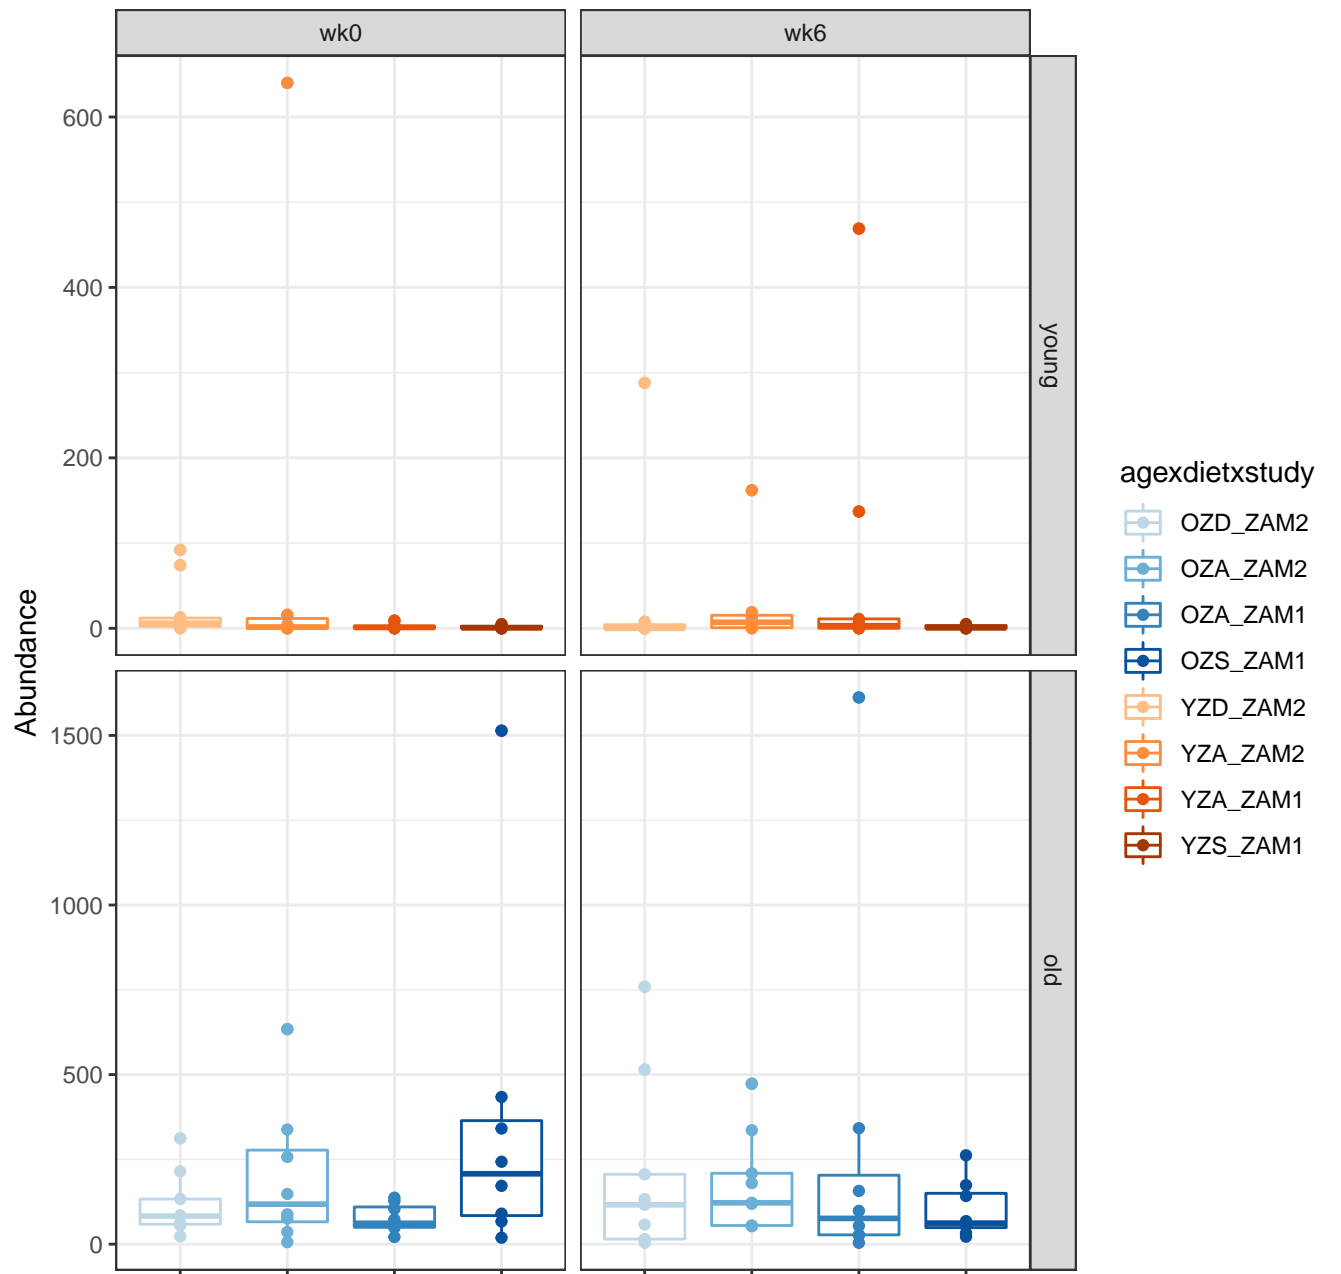 wk0
wk6
600
400
200
0
young
Abundance
1500
1000
500
0
old
agexdietxstudy
OZD_ZAM2
OZA_ZAM2
OZA_ZAM1
OZS_ZAM1
YZD_ZAM2
YZA_ZAM2
YZA_ZAM1
YZS_ZAM1